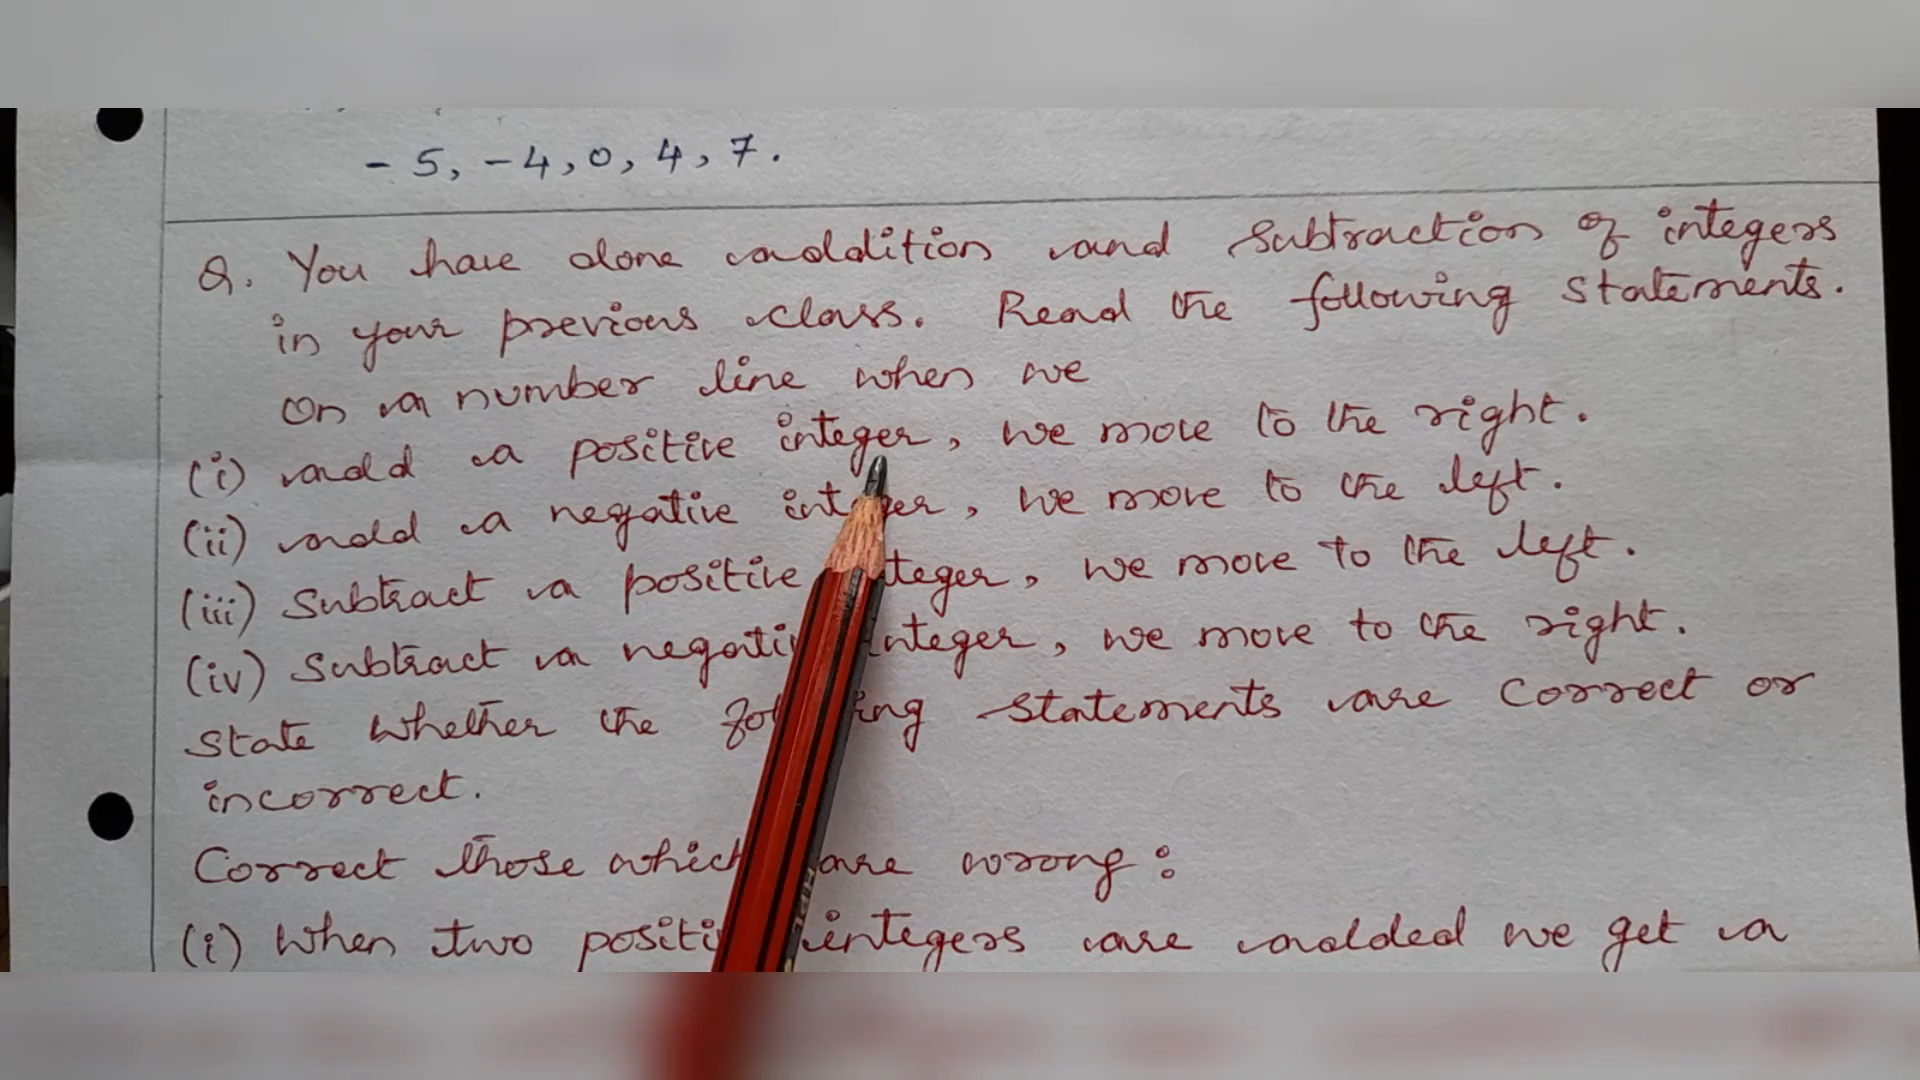 - 5, - 4, 0, 4, 7.
Q. You have done addition and subtraction of integers
in your previous class. Read the following statements.
On a number line when we
(i) add a positive integer, we move to the right.
(ii) add a negative integer, we move to the left.
(iii) Subtract a positive integer, we move to the left.
(iv) Subtract a negative integer, we move to the right.
State whether the following statements are correct or
incorrect.
Correct those which are wrong:
(i) When two positive integers are added we get a